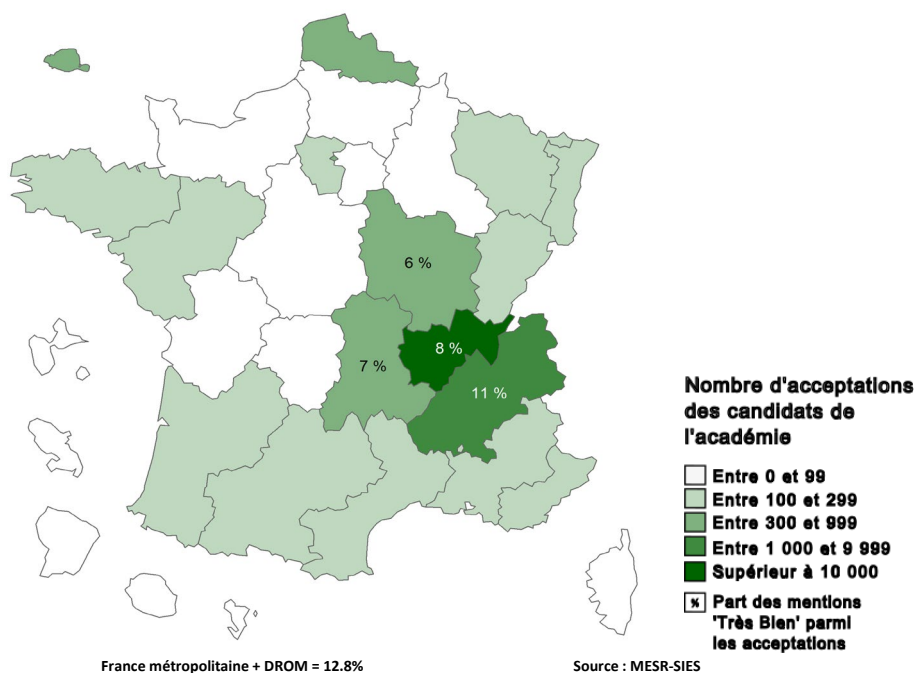 6 %
8 %
7 %
11 %
Nombre d'acceptations
des candidats de
l'académie
Entre 0 et 99
Entre 100 et 299
Entre 300 et 999
Entre 1 000 et 9 999
Supérieur à 10 000
% Part des mentions
'Très Bien' parmi
les acceptations
France métropolitaine + DROM = 12.8% Source : MESR-SIES